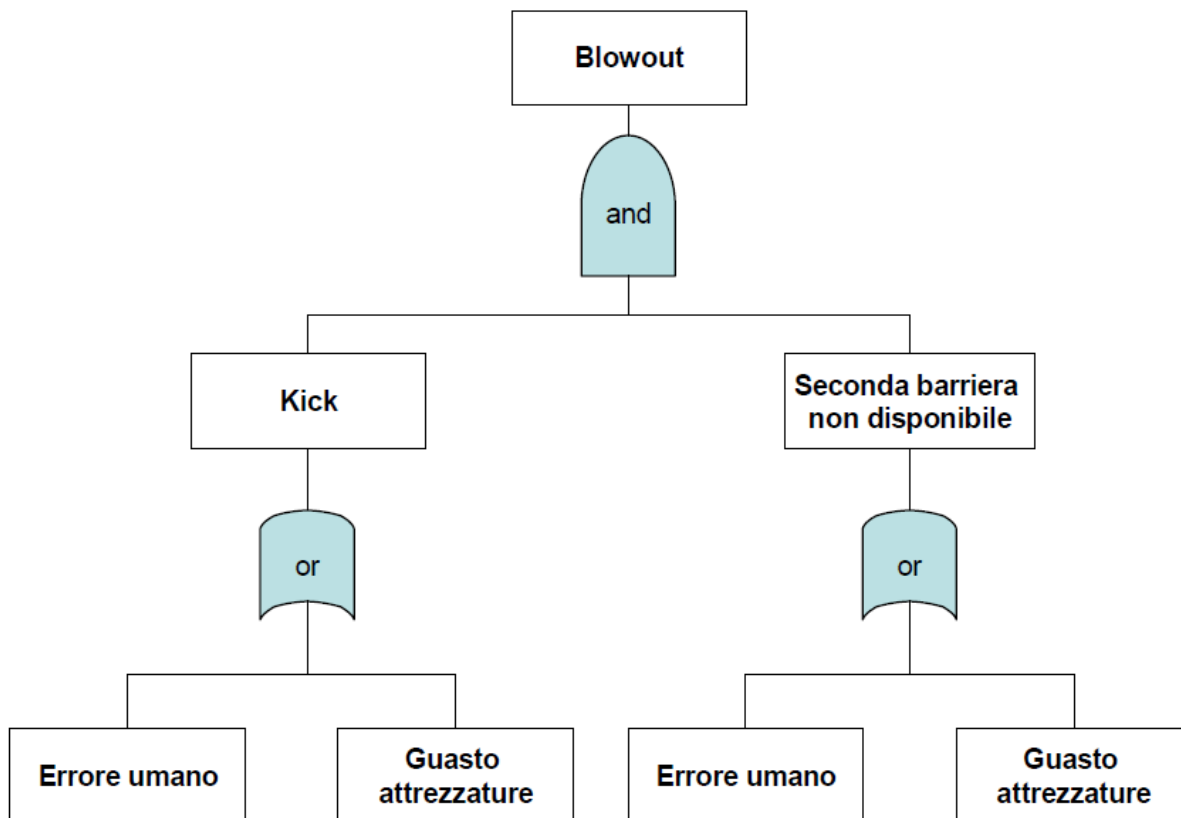 Blowout
and
Kick
Seconda barriera
non disponibile
or
or
Errore umano
Guasto
attrezzature
Errore umano
Guasto
attrezzature